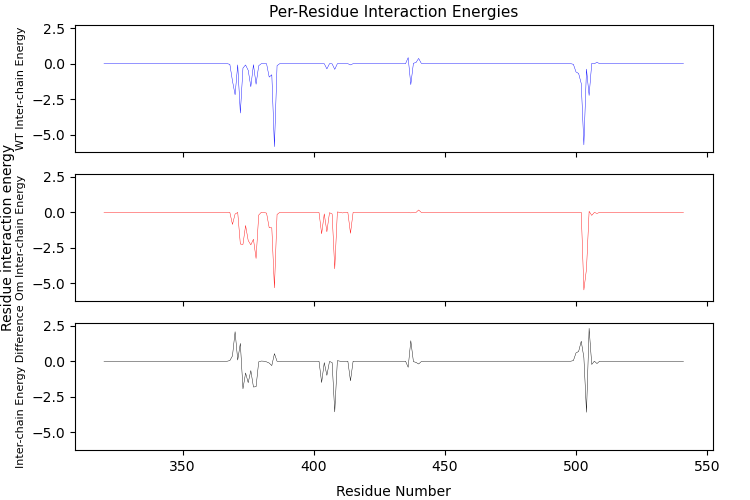 Per-Residue Interaction Energies
Residue interaction energy
WT Inter-chain Energy
2.5
0.0
−2.5
−5.0
Om Inter-chain Energy
2.5
0.0
−2.5
−5.0
Inter-chain Energy Difference
2.5
0.0
−2.5
−5.0
350 400 450 500 550
Residue Number